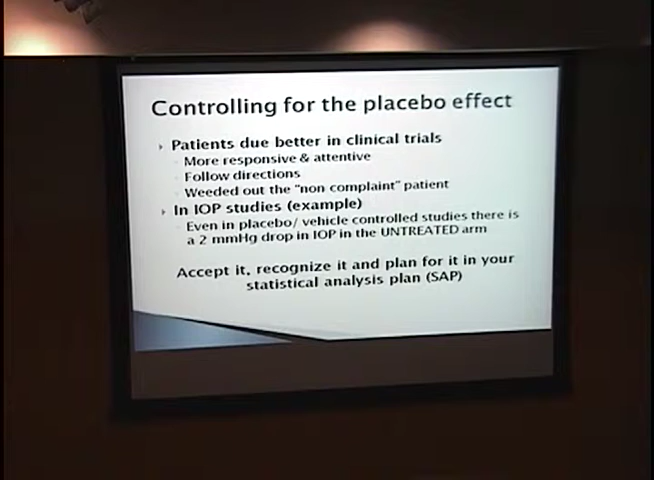 Controlling for the placebo effect
Patients due better in clinical trials
More responsive & attentive
Follow directions
Weeded out the "non complaint" patient
In IOP studies (example)
Even in placebo/ vehicle controlled studies there is
a 2 mmHg drop in IOP in the UNTREATED arm
Accept it, recognize it and plan for it in your
statistical analysis plan (SAP)